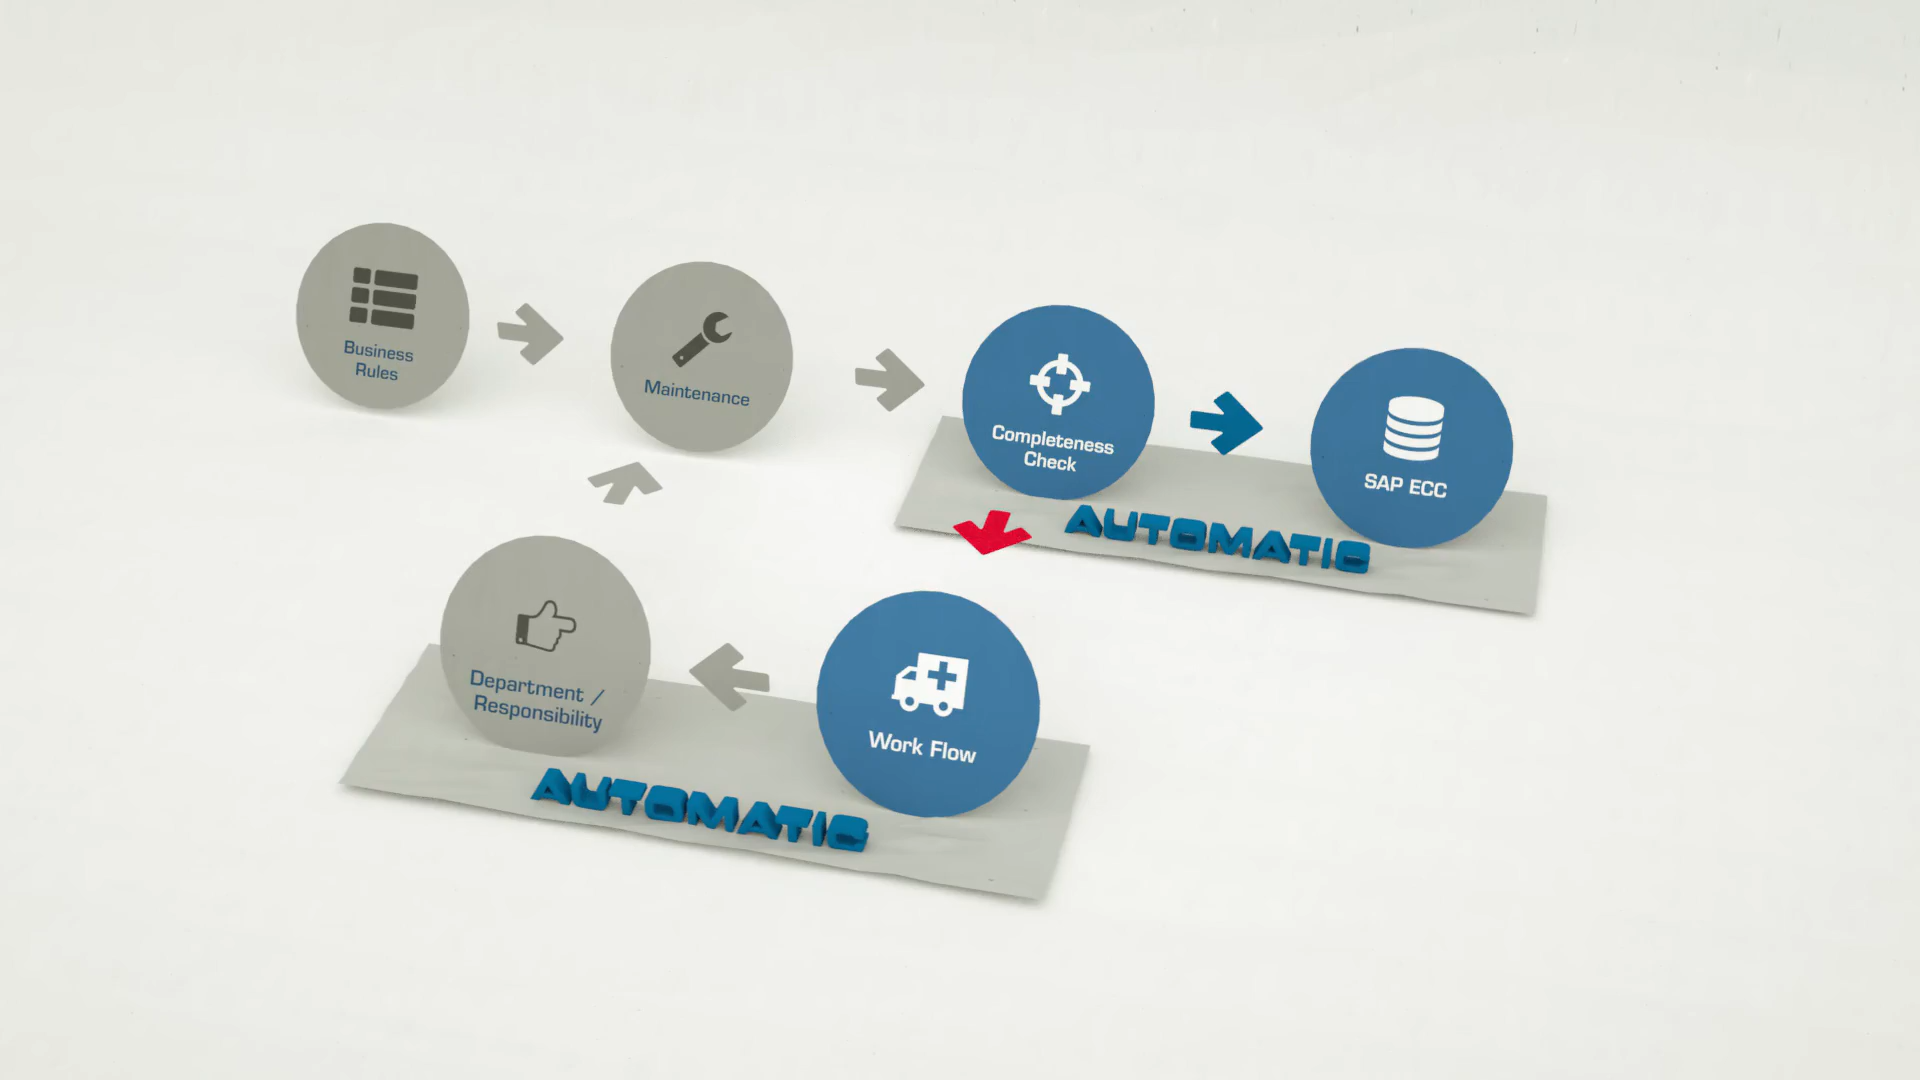 Business
Rules
Maintenance
Completeness
Check
SAP ECC
AUTOMATIC
Department /
Responsibility
Work Flow
AUTOMATIC